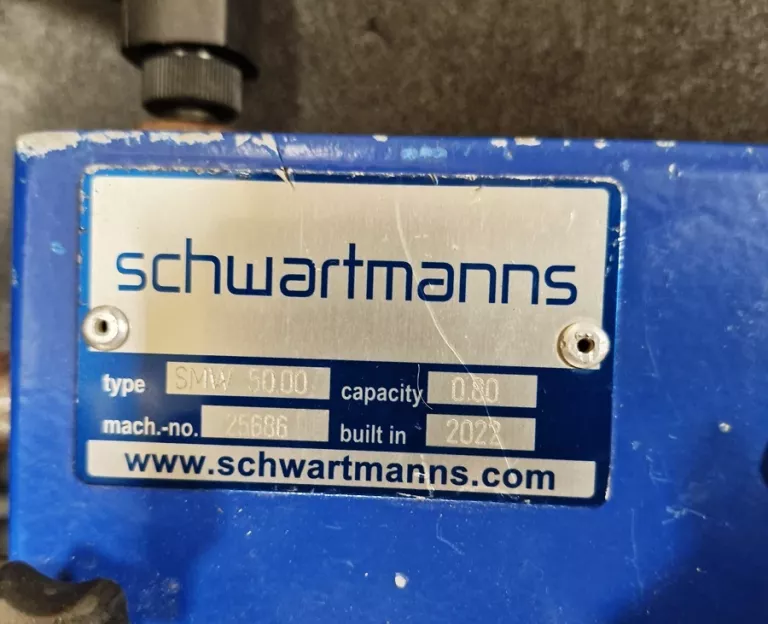 schwartmanns
type SMW 50.00 capacity 0.80
mach.-no. 25686 built in 2022
www.schwartmanns.com